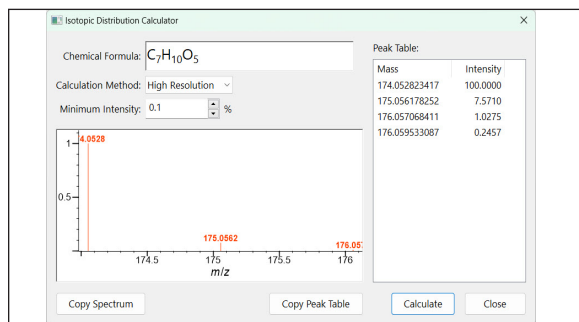 Isotopic Distribution Calculator
Chemical Formula: C₇H₁₀O₅
Calculation Method: High Resolution
Minimum Intensity: 0.1 %
Peak Table:
Mass Intensity
174.052823417 100.0000
175.056178252 7.5710
176.057068411 1.0275
176.059533087 0.2457
4.0528
1
0.5
175.0562
176.057
174.5 175 175.5 176
m/z
Copy Spectrum Copy Peak Table Calculate Close